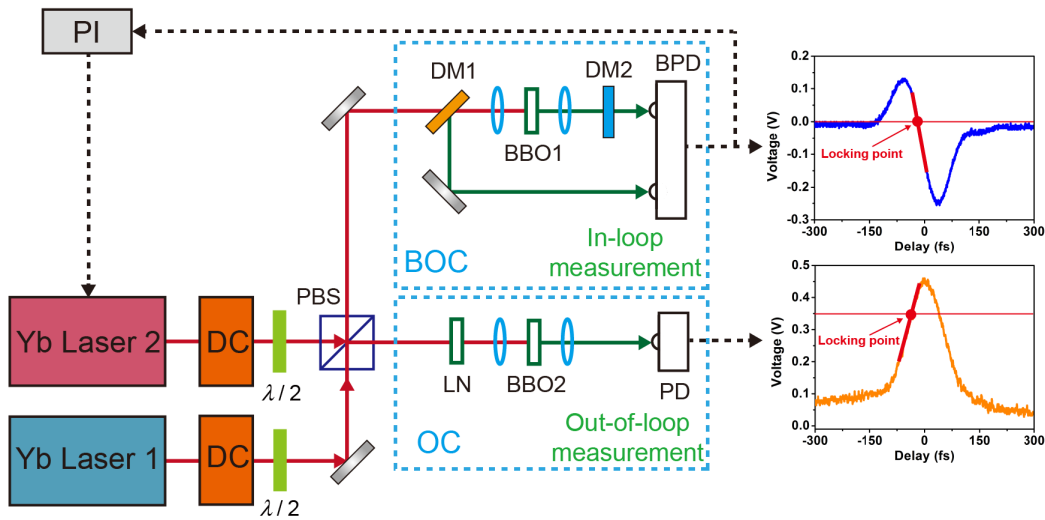 PI
DM1
DM2
BPD
BBO1
In-loop
measurement
BOC
PBS
Yb Laser 2
DC
λ/2
LN
BBO2
PD
Out-of-loop
measurement
OC
Yb Laser 1
DC
λ/2
0.2
0.1
0.0
0.1
0.2
-0.3
Voltage (V)
Locking point
-300
-150
0
150
300
Delay (fs)
0.5
0.4
0.3
0.2
0.1
0.0
Voltage (V)
Locking point
-300
-150
0
150
300
Delay (fs)